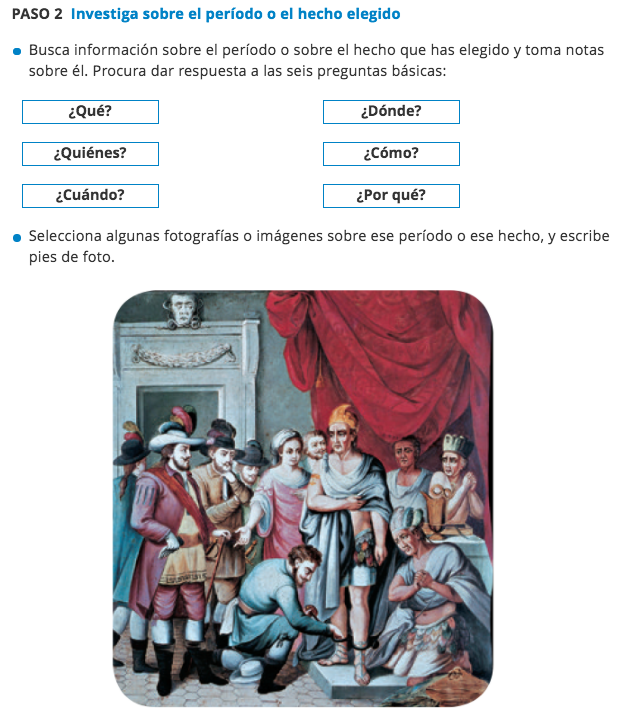 PASO 2 Investiga sobre el período o el hecho elegido
Busca información sobre el período o sobre el hecho que has elegido y toma notas
sobre él. Procura dar respuesta a las seis preguntas básicas:
¿Qué?
¿Dónde?
¿Quiénes?
¿Cómo?
¿Cuándo?
¿Por qué?
Selecciona algunas fotografías o imágenes sobre ese período o ese hecho, y escribe
pies de foto.